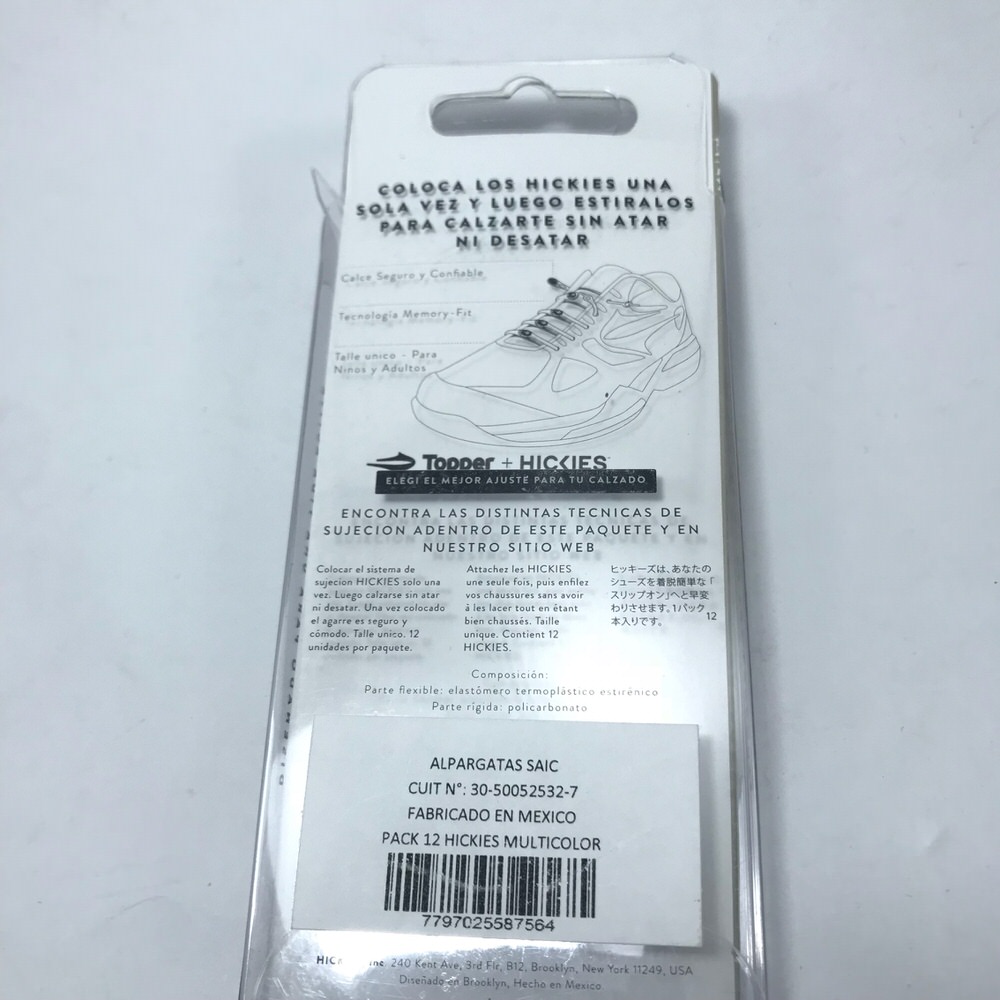 COLOCA LOS HICKIES UNA
SOLA VEZ Y LUEGO ESTIRALOS
PARA CALZARTE SIN ATAR
NI DESATAR
Calce Seguro y Confiable
Tecnología Memory-Fit
Talle unico - Para
Ninos y Adultos
Topper + HICKIES
ELEGI EL MEJOR AJUSTE PARA TU CALZADO
ENCONTRA LAS DISTINTAS TECNICAS DE
SUJECION ADENTRO DE ESTE PAQUETE Y EN
NUESTRO SITIO WEB
Colocar el sistema de
sujecion HICKIES solo una
vez. Luego calzarse sin atar
ni desatar. Una vez colocado
el agarre es seguro y
cómodo. Talle unico. 12
unidades por paquete.
Attachez les HICKIES
une seule fois, puis enfilez
vos chaussures sans avoir
á les lacer tout en étant
bien chaussés. Taille
unique. Contient 12
HICKIES.
ヒッキーズは、あなたの
シューズを着脱簡単な「
スリップオン」へと早変
わりさせます。1パック 12
本入りです。
Composición:
Parte flexible: elastómero termoplástico estirénico
Parte rígida: policarbonato
ALPARGATAS SAIC
CUIT N°: 30-50052532-7
FABRICADO EN MEXICO
PACK 12 HICKIES MULTICOLOR
7797025587564
240 Kent Ave, 3rd Flr, B12, Brooklyn, New York 11249, USA
Diseñado en Brooklyn, Hecho en Mexico